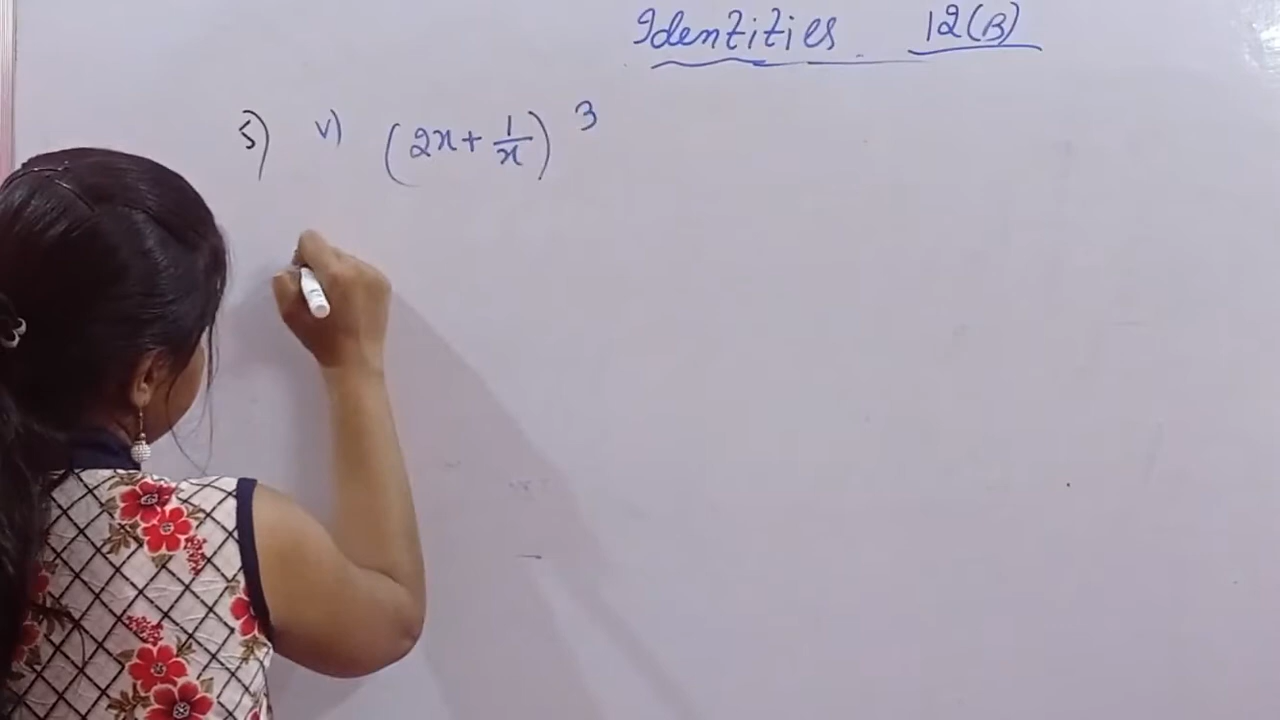 Identities 12(B)
5) v) (2x + 1/x)^3